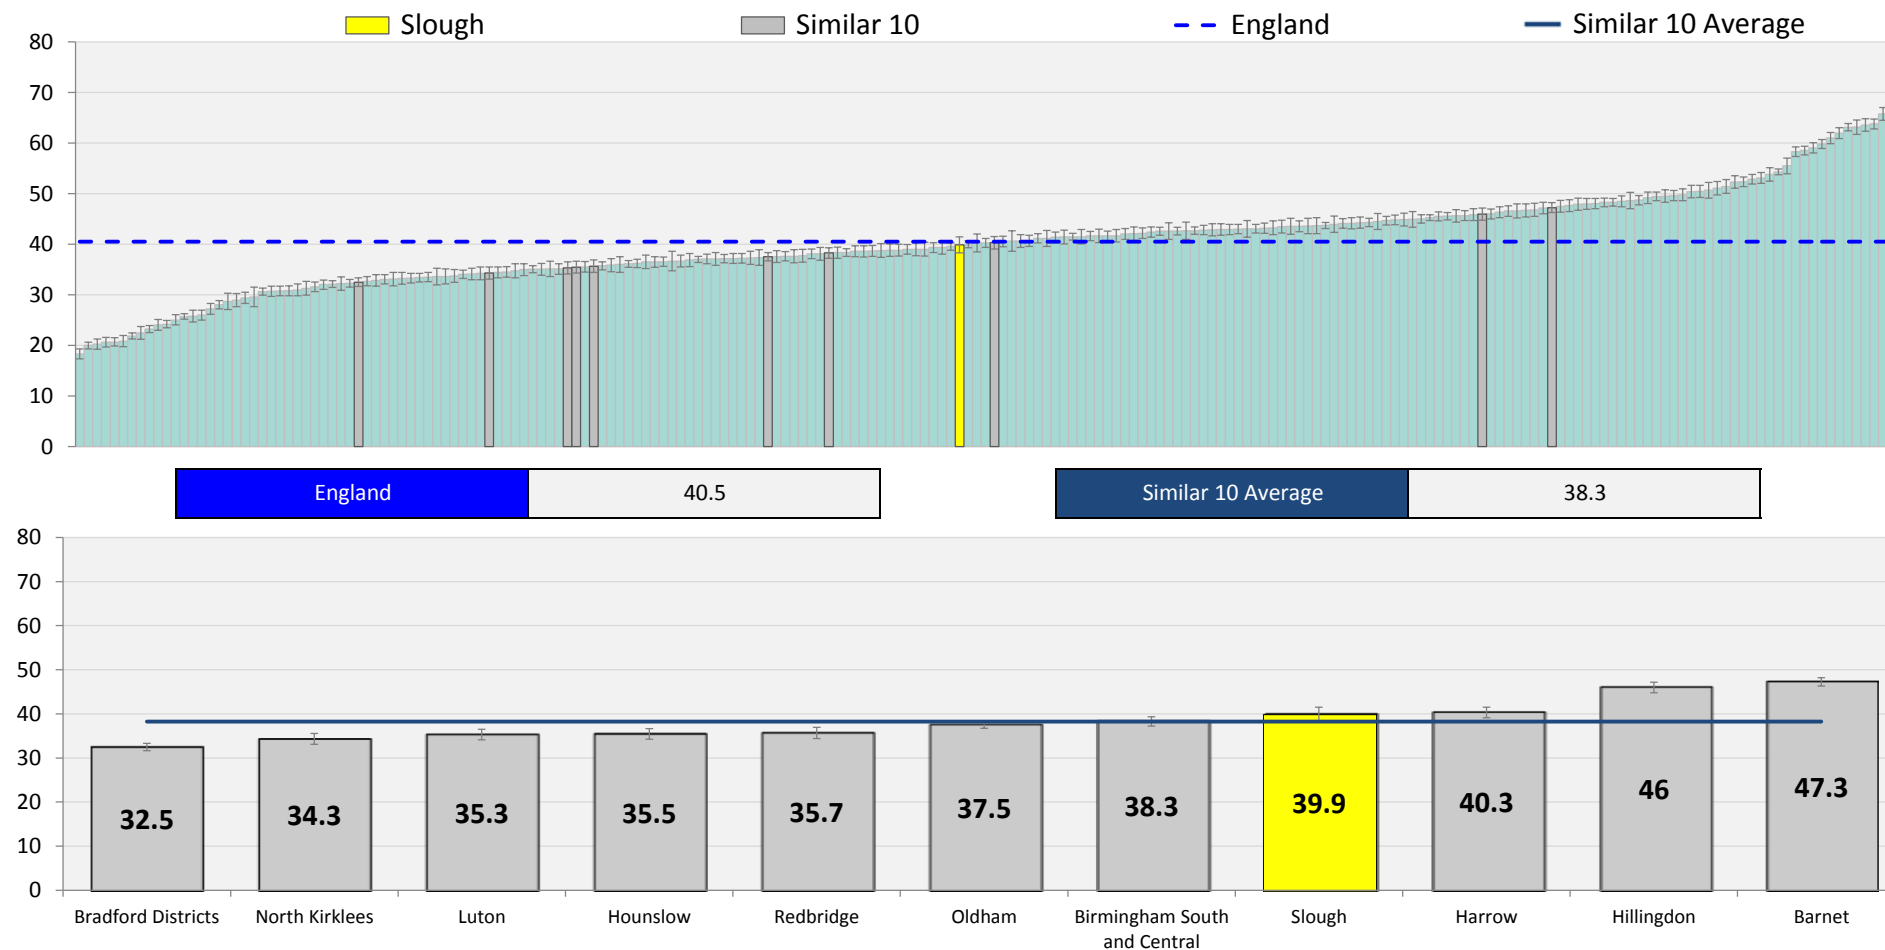 Slough
Similar 10
England
Similar 10 Average
80
70
60
50
40
30
20
10
0
England
40.5
Similar 10 Average
38.3
80
70
60
50
40
30
20
10
0
32.5
34.3
35.3
35.5
35.7
37.5
38.3
39.9
40.3
46
47.3
Bradford Districts
North Kirklees
Luton
Hounslow
Redbridge
Oldham
Birmingham South
and Central
Slough
Harrow
Hillingdon
Barnet